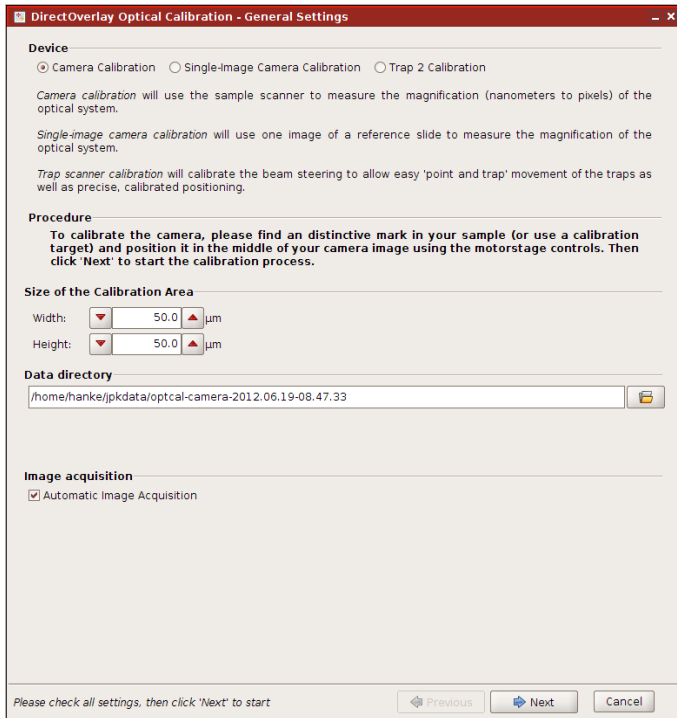 DirectOverlay Optical Calibration - General Settings
Device
Camera Calibration Single-Image Camera Calibration Trap 2 Calibration
Camera calibration will use the sample scanner to measure the magnification (nanometers to pixels) of the
optical system.
Single-image camera calibration will use one image of a reference slide to measure the magnification of the
optical system.
Trap scanner calibration will calibrate the beam steering to allow easy 'point and trap' movement of the traps as
well as precise, calibrated positioning.
Procedure
To calibrate the camera, please find an distinctive mark in your sample (or use a calibration
target) and position it in the middle of your camera image using the motorstage controls. Then
click 'Next' to start the calibration process.
Size of the Calibration Area
Width: 50.0 µm
Height: 50.0 µm
Data directory
/home/hanke/jpkdata/optcal-camera-2012.06.19-08.47.33
Image acquisition
Automatic Image Acquisition
Please check all settings, then click 'Next' to start Previous Next Cancel